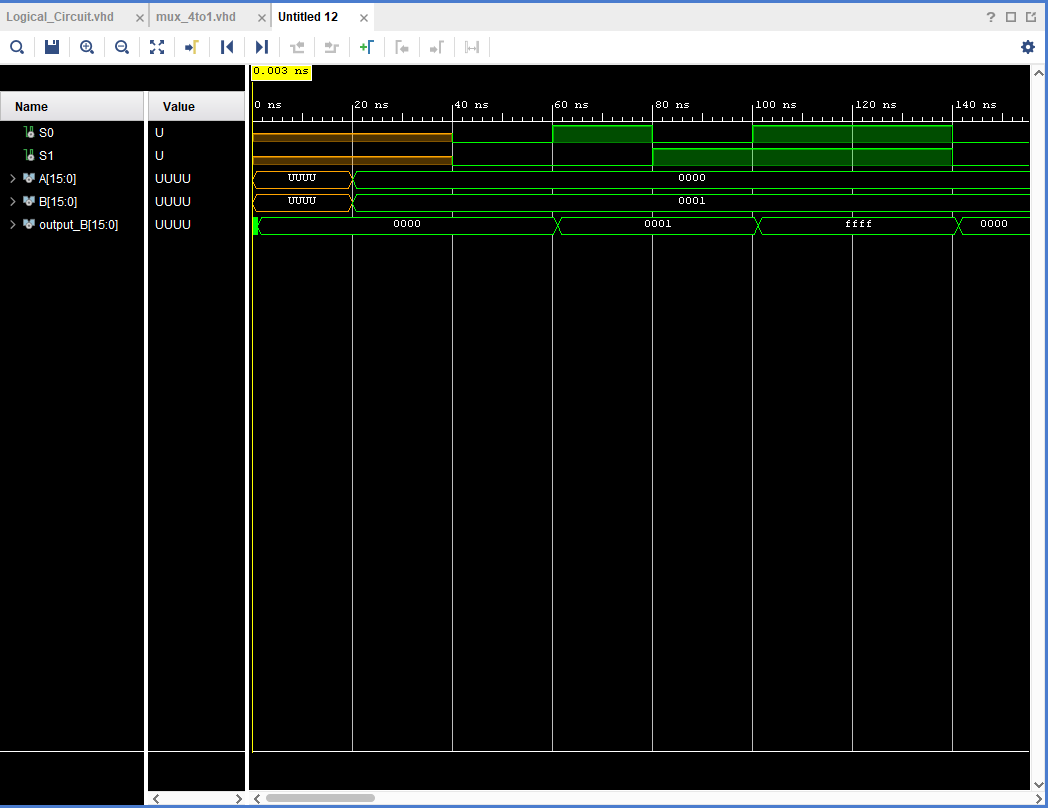 Logical_Circuit.vhd × mux_4to1.vhd × Untitled 12 × ?
0.003 ns
Name Value 0 ns 20 ns 40 ns 60 ns 80 ns 100 ns 120 ns 140 ns
S0 U
S1 U
A[15:0] UUUU UUUU 0000
B[15:0] UUUU UUUU 0001
output_B[15:0] UUUU 0000 0001 ffff 0000